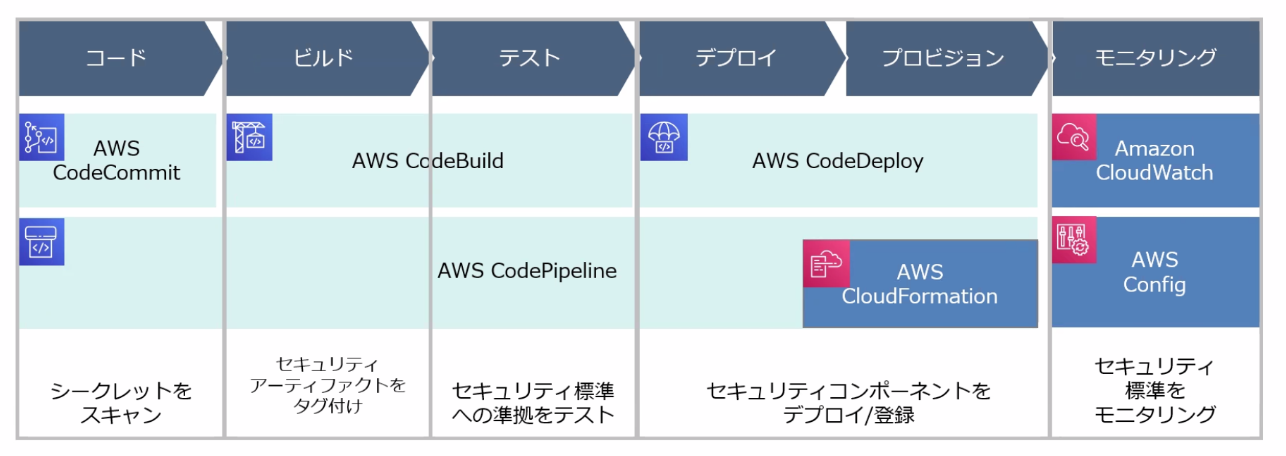 コード
ビルド
テスト
デプロイ
プロビジョン
モニタリング
AWS
CodeCommit
AWS CodeBuild
AWS CodeDeploy
Amazon
CloudWatch
AWS CodePipeline
AWS
CloudFormation
AWS
Config
シークレットを
スキャン
セキュリティ
アーティファクトを
タグ付け
セキュリティ標準
への準拠をテスト
セキュリティコンポーネントを
デプロイ/登録
セキュリティ
標準を
モニタリング